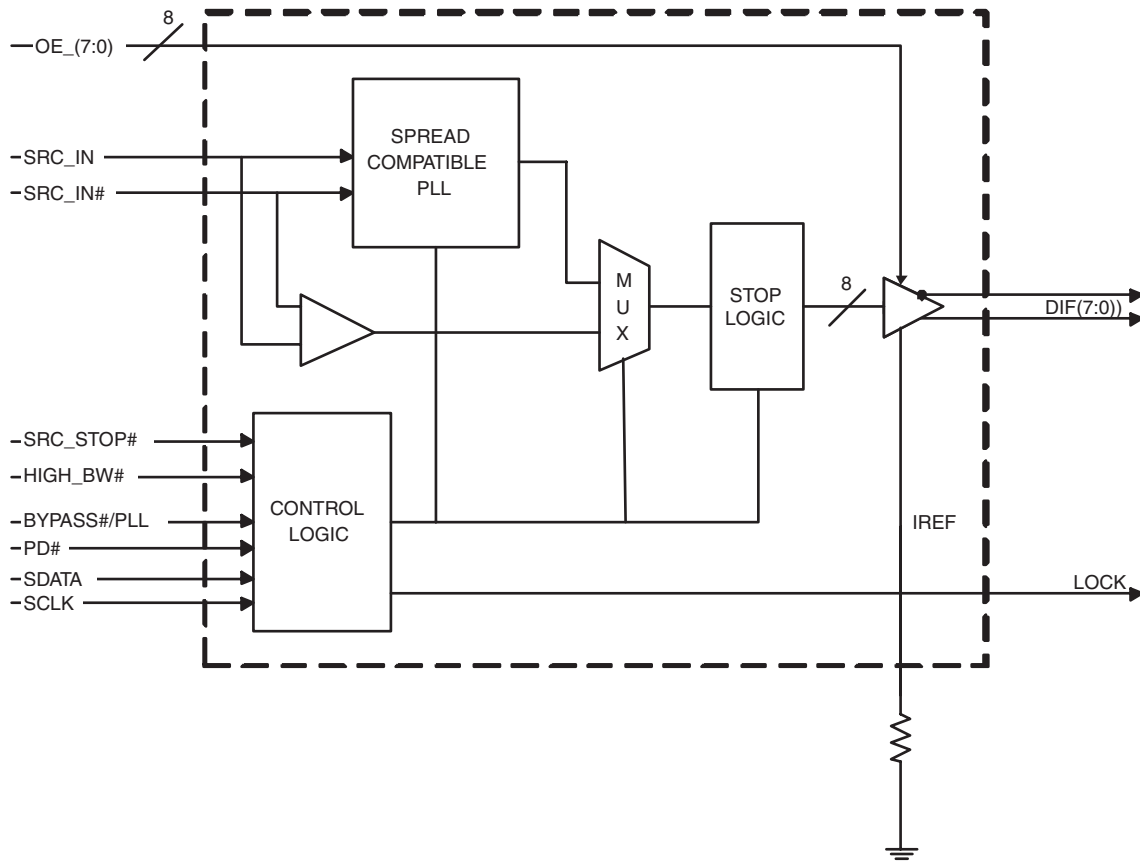 8
OE_(7:0)
SPREAD
COMPATIBLE
PLL
SRC_IN
SRC_IN#
M
U
X
STOP
LOGIC
8
DIF(7:0))
SRC_STOP#
HIGH_BW#
BYPASS#/PLL
PD#
SDATA
SCLK
CONTROL
LOGIC
IREF
LOCK